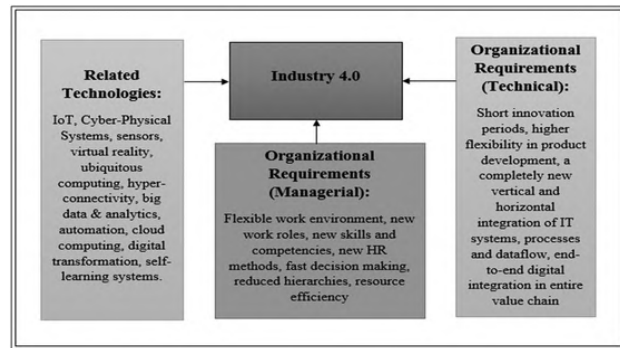 Related
Technologies:
IoT, Cyber-Physical
Systems, sensors,
virtual reality,
ubiquitous computing, hyper-
connectivity, big
data & analytics,
automation, cloud
computing, digital
transformation, self-
learning systems.
Industry 4.0
Organizational
Requirements
(Managerial):
Flexible work environment, new
work roles, new skills and
competencies, new HR
methods, fast decision making,
reduced hierarchies, resource
efficiency
Organizational
Requirements
(Technical):
Short innovation
periods, higher
flexibility in product
development, a
completely new
vertical and
horizontal
integration of IT
systems, processes
and dataflow, end-
to-end digital
integration in entire
value chain